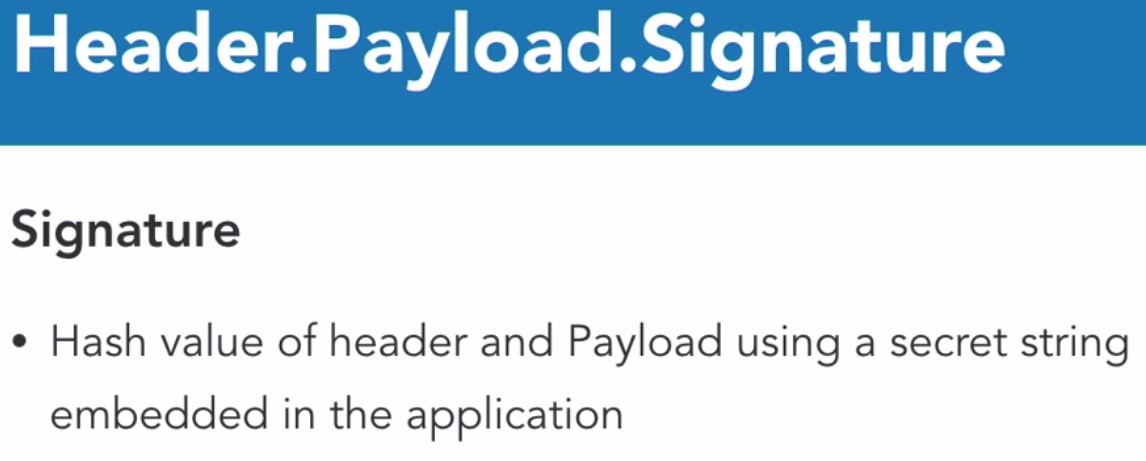 Header.Payload.Signature
Signature
• Hash value of header and Payload using a secret string
embedded in the application